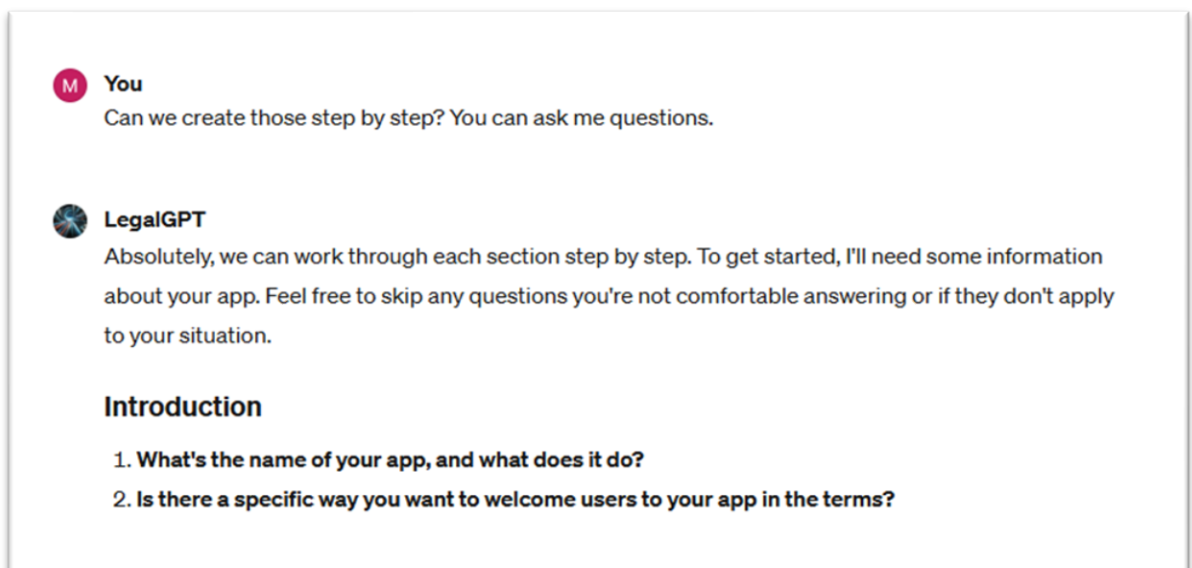 M
You
Can we create those step by step? You can ask me questions.
LegalGPT
Absolutely, we can work through each section step by step. To get started, I'll need some information
about your app. Feel free to skip any questions you're not comfortable answering or if they don't apply
to your situation.
Introduction
1. What's the name of your app, and what does it do?
2. Is there a specific way you want to welcome users to your app in the terms?